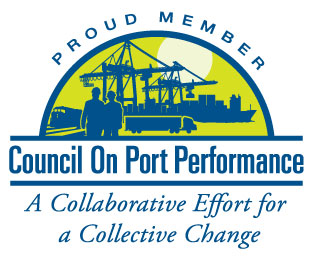 PROUD MEMBER
Council On Port Performance
A Collaborative Effort for
a Collective Change